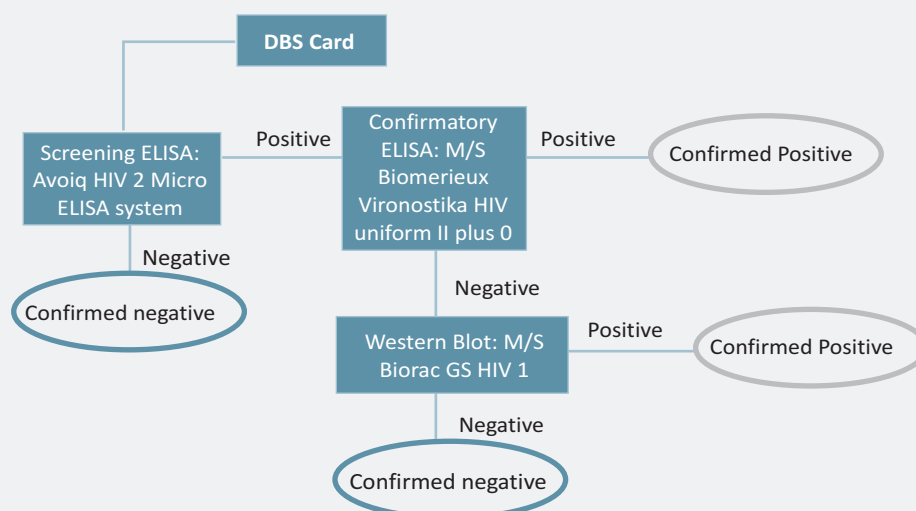 DBS Card
Screening ELISA:
Avoiq HIV 2 Micro
ELISA system
Positive
Confirmatory
ELISA: M/S
Biomerieux
Vironostika HIV
uniform II plus 0
Positive
Confirmed Positive
Negative
Confirmed negative
Negative
Western Blot: M/S
Biorac GS HIV 1
Positive
Confirmed Positive
Negative
Confirmed negative